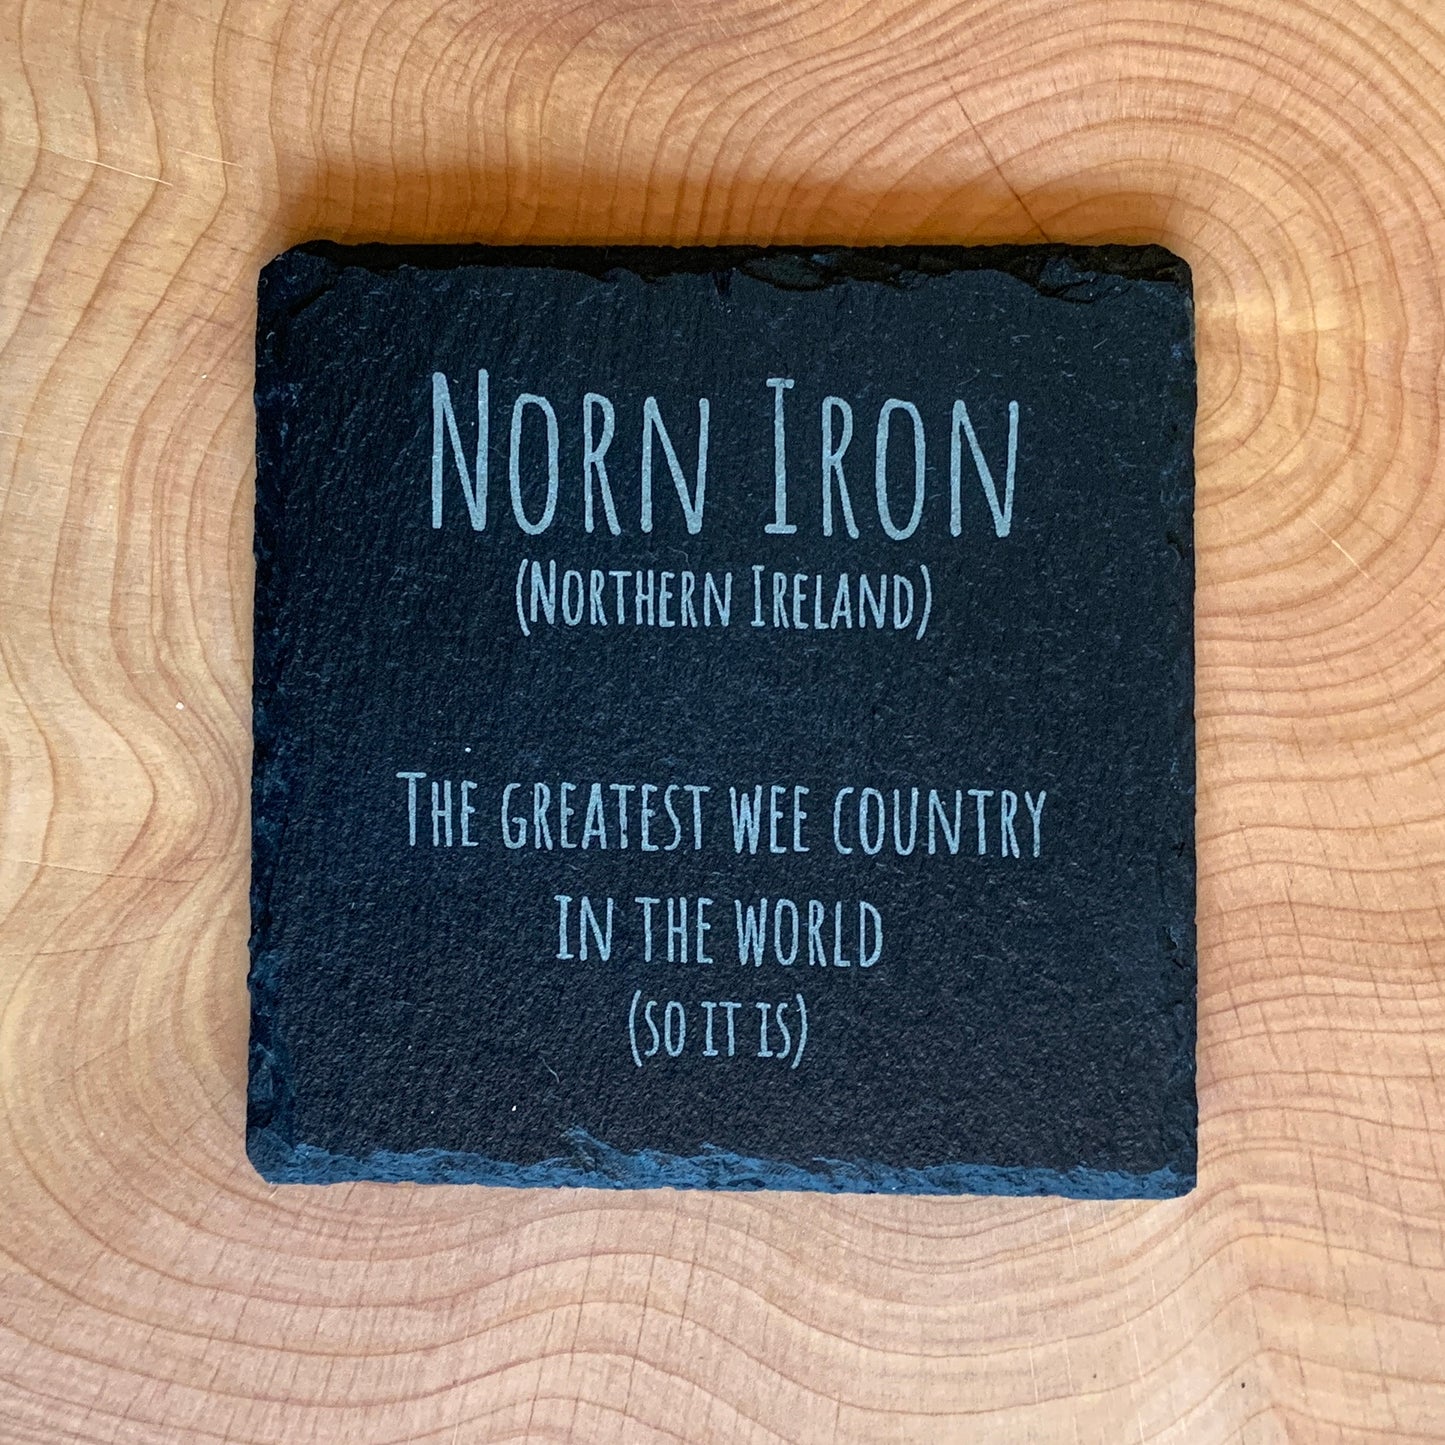 Norn Iron
(Northern Ireland)
The greatest wee country
in the world
(so it is)